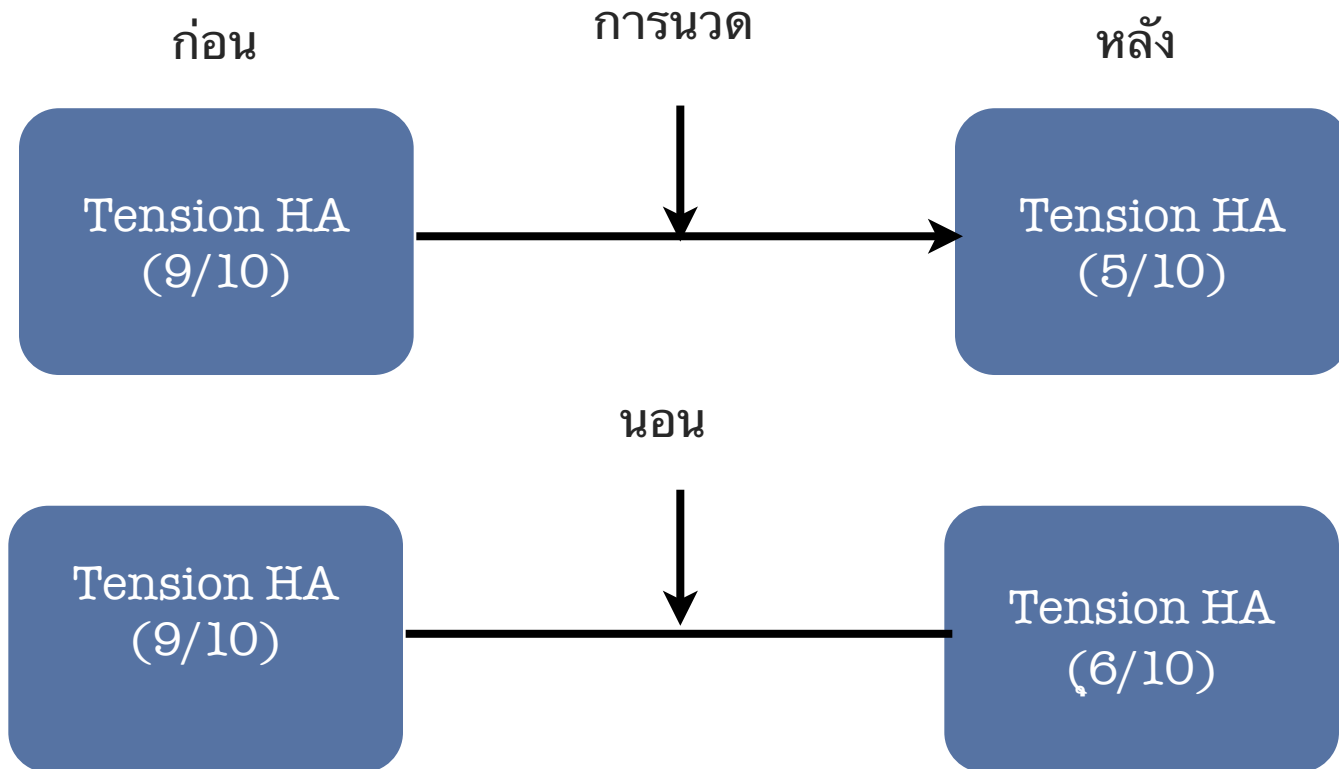 ก่อน
การนวด
หลัง
Tension HA
(9/10)
Tension HA
(5/10)
นอน
Tension HA
(9/10)
Tension HA
(6/10)